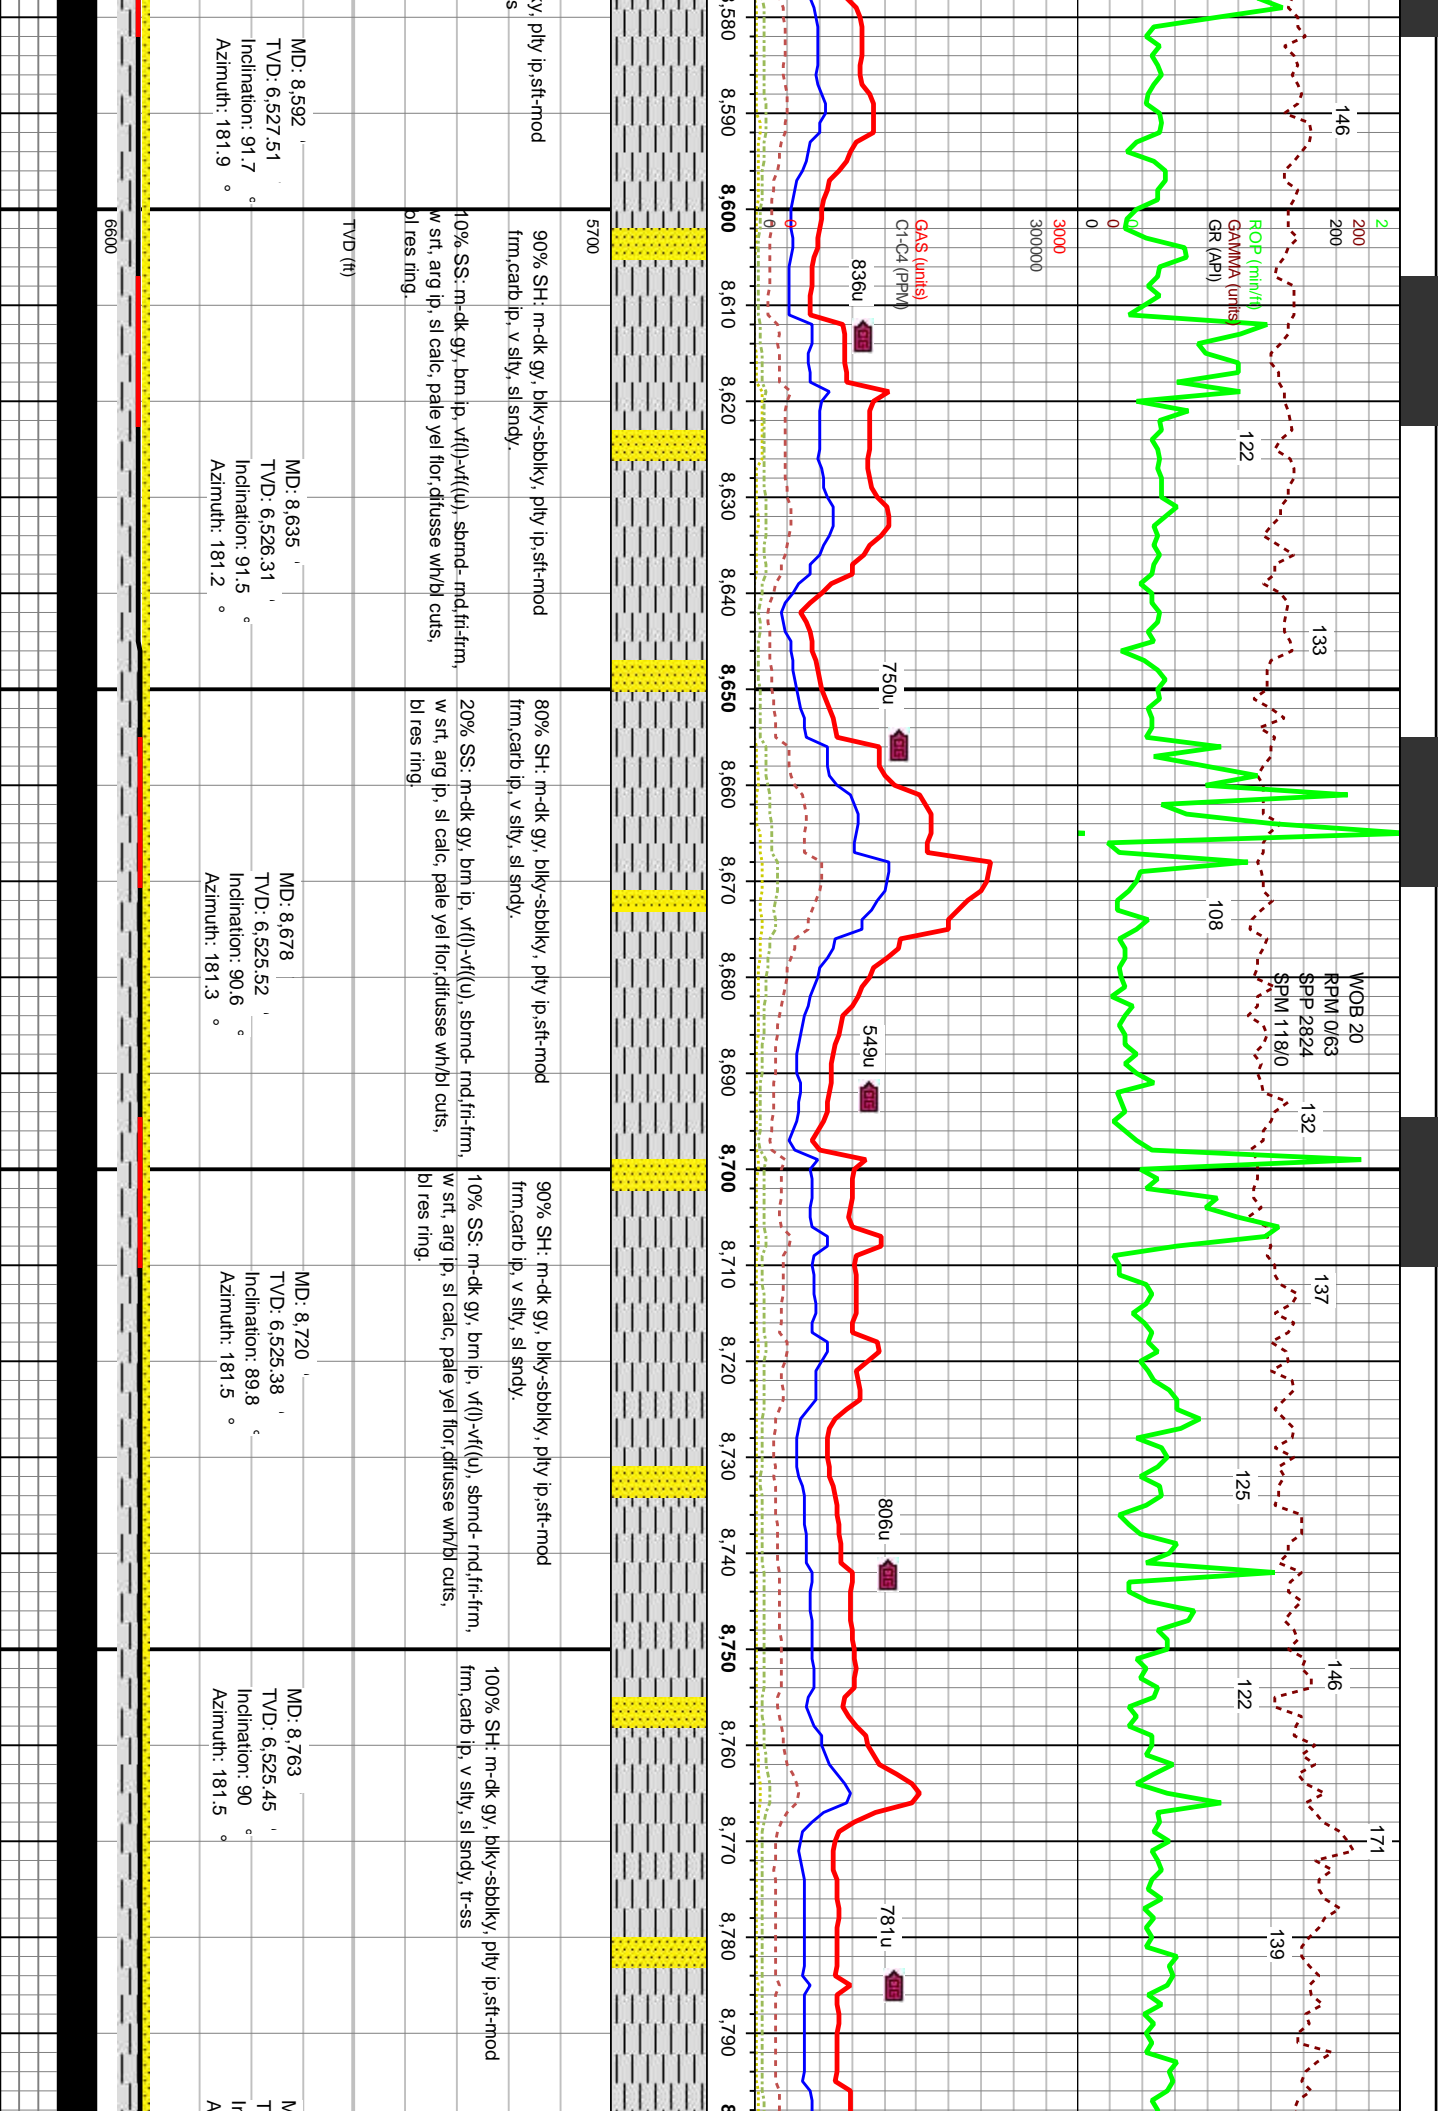 2
200
200
ROP (min/ft)
GAMMA (units)
GR (API)
0
0
0
3000
30000
GAS (units)
C1-C4 (PPM)
0
0
146
122
133
108
WOB 20
RPM 0/63
SPP 2824
SPM 118/0
132
137
125
146
122
171
139
836u
CG
750u
CG
549u
CG
806u
CG
781u
CG
8,580
8,590
8,600
8,610
8,620
8,630
8,640
8,650
8,660
8,670
8,680
8,690
8,700
8,710
8,720
8,730
8,740
8,750
8,760
8,770
8,780
8,790
5700
TVD (ft)
6600
ky, plty ip,sft-mod
90% SH: m-dk gy, blky-sbblky, plty ip,sft-mod
frm,carb ip, v slty, sl sndy.
10% SS: m-dk gy, brn ip, vf(l)-vf((u), sbrnd- rnd,fri-frm,
w srt, arg ip, sl calc, pale yel flor,difusse wh/bl cuts,
bl res ring.
80% SH: m-dk gy, blky-sbblky, plty ip,sft-mod
frm,carb ip, v slty, sl sndy.
20% SS: m-dk gy, brn ip, vf(l)-vf((u), sbrnd- rnd,fri-frm,
w srt, arg ip, sl calc, pale yel flor,difusse wh/bl cuts,
bl res ring.
90% SH: m-dk gy, blky-sbblky, plty ip,sft-mod
frm,carb ip, v slty, sl sndy.
10% SS: m-dk gy, brn ip, vf(l)-vf((u), sbrnd- rnd,fri-frm,
w srt, arg ip, sl calc, pale yel flor,difusse wh/bl cuts,
bl res ring.
100% SH: m-dk gy, blky-sbblky, plty ip,sft-mod
frm,carb ip, v slty, sl sndy, tr-ss
MD: 8,592 '
TVD: 6,527.51 '
Inclination: 91.7 °
Azimuth: 181.9 °
MD: 8,635 '
TVD: 6,526.31 '
Inclination: 91.5 °
Azimuth: 181.2 °
MD: 8,678 '
TVD: 6,525.52 '
Inclination: 90.6 °
Azimuth: 181.3 °
MD: 8,720 '
TVD: 6,525.38 '
Inclination: 89.8 °
Azimuth: 181.5 °
MD: 8,763 '
TVD: 6,525.45 '
Inclination: 90 °
Azimuth: 181.5 °